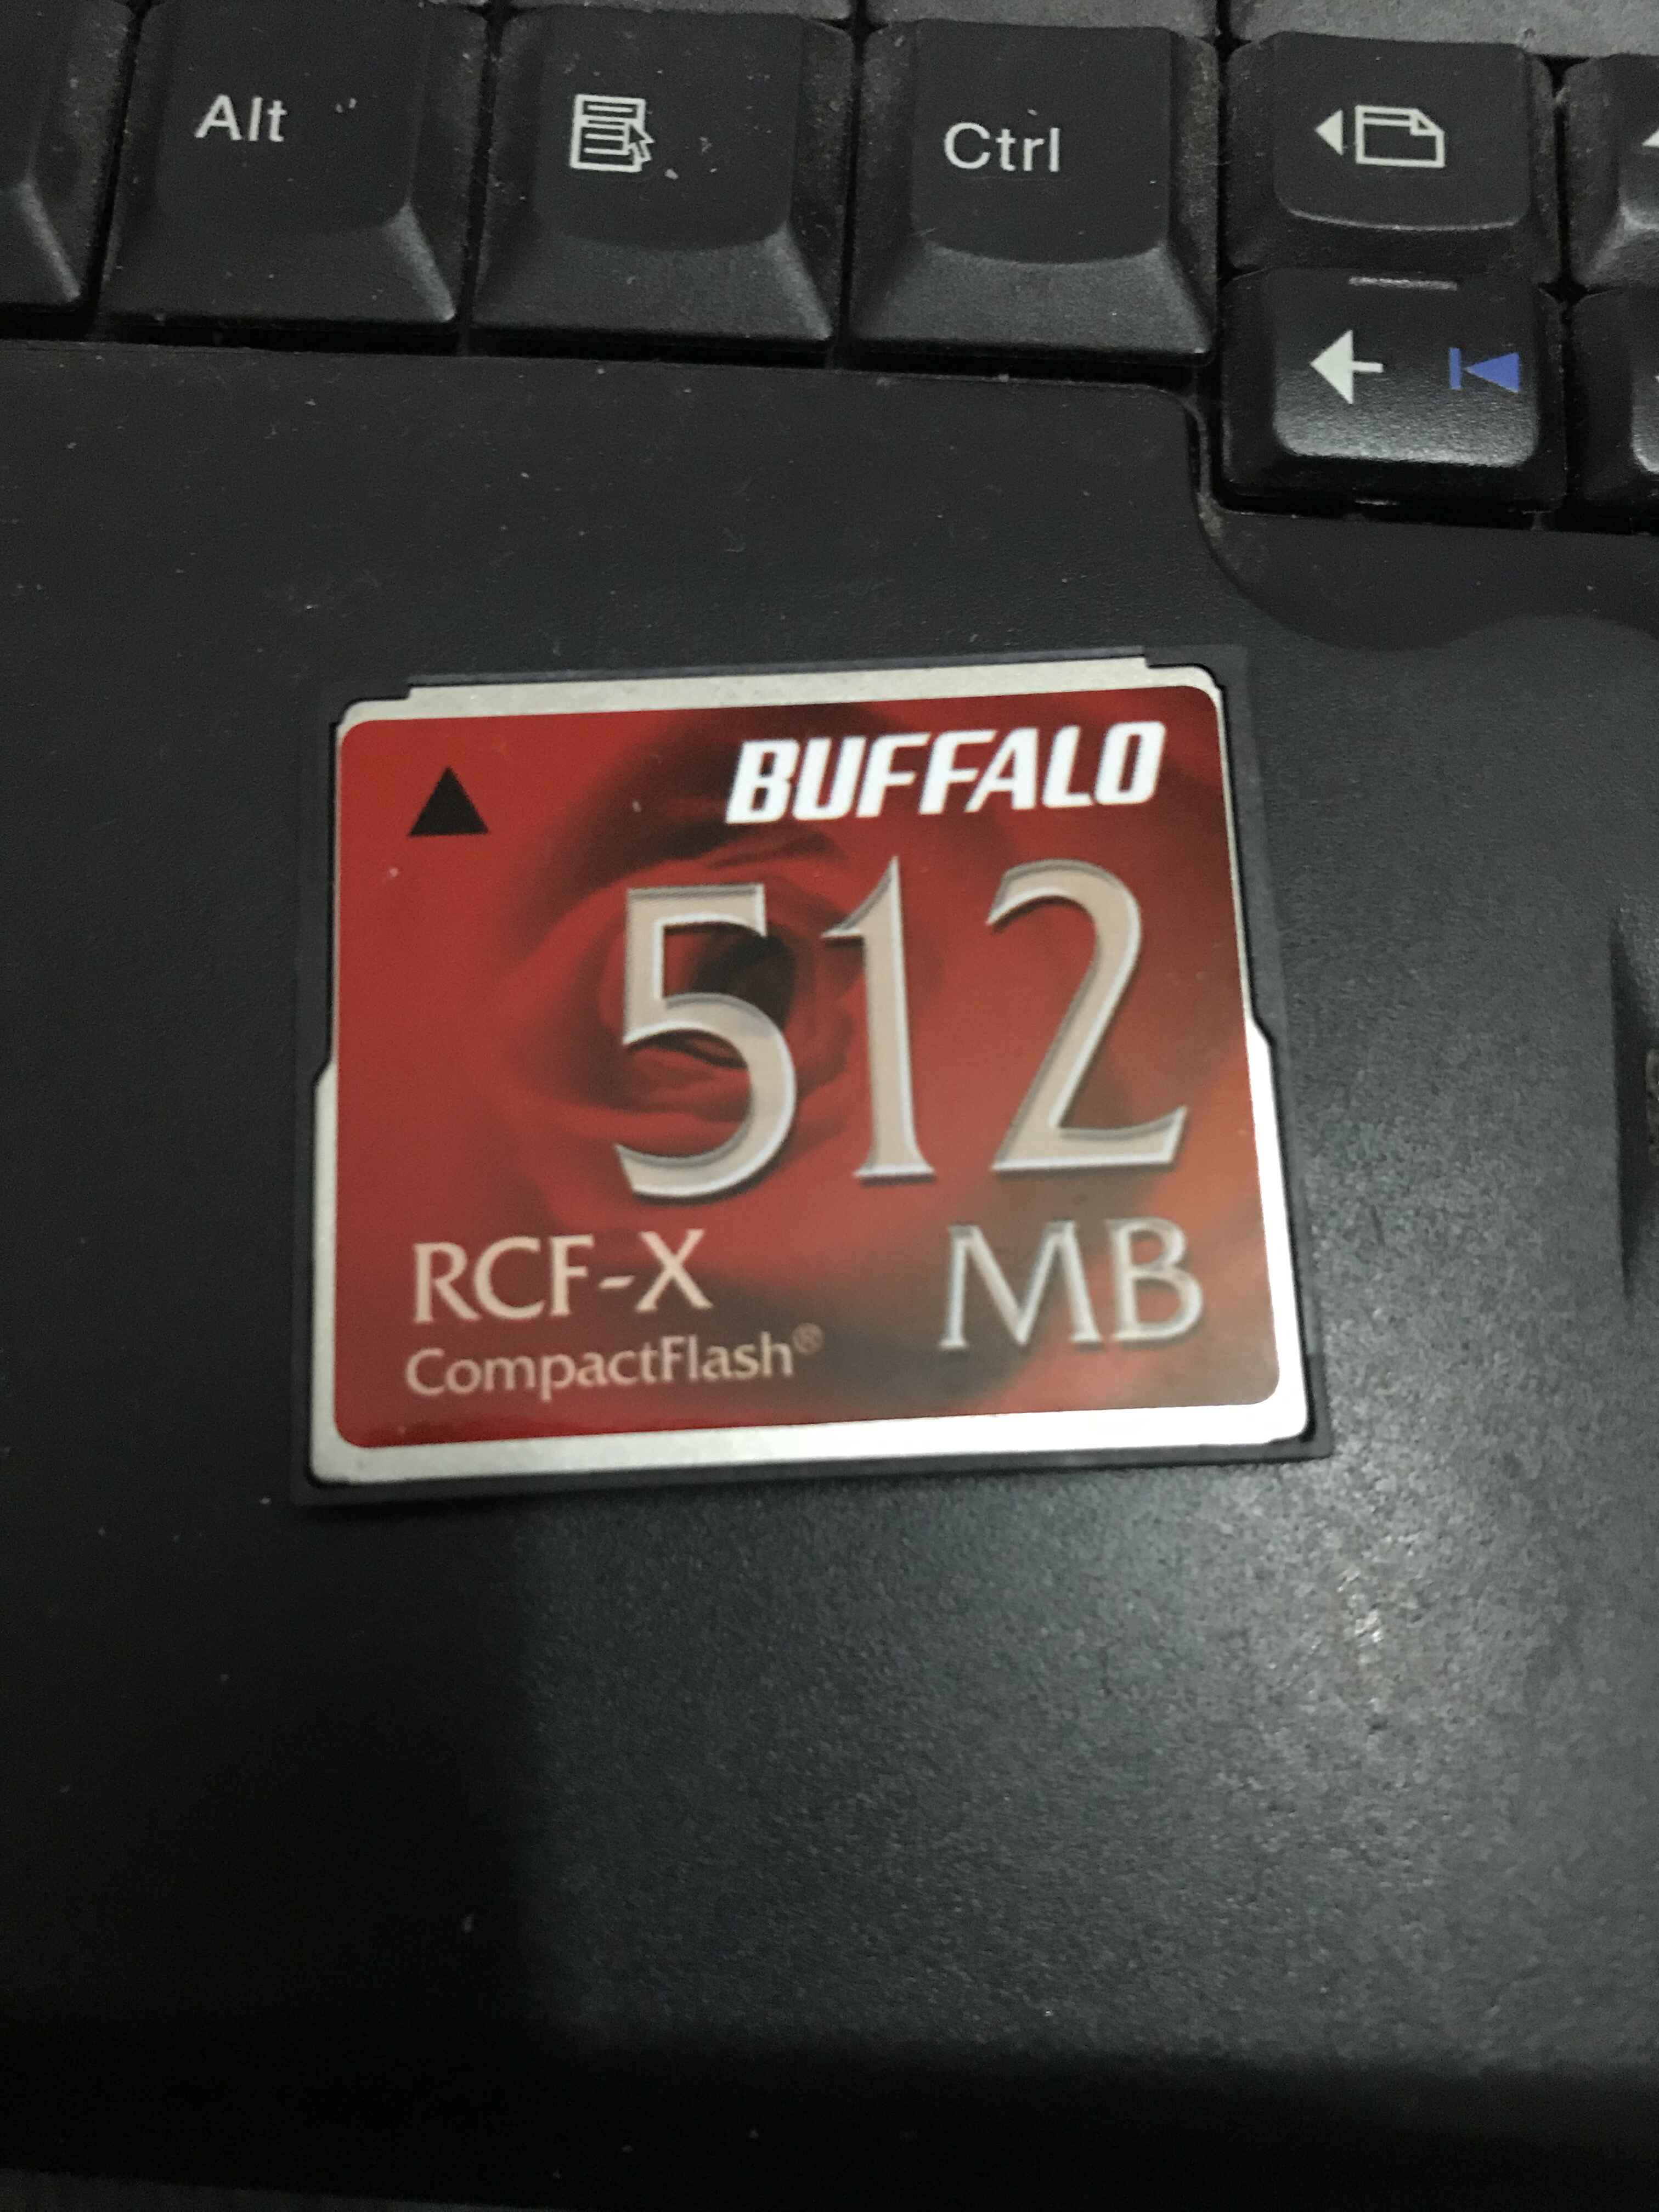 Alt
Ctrl
BUFFALO
512
RCF-X
MB
CompactFlash®